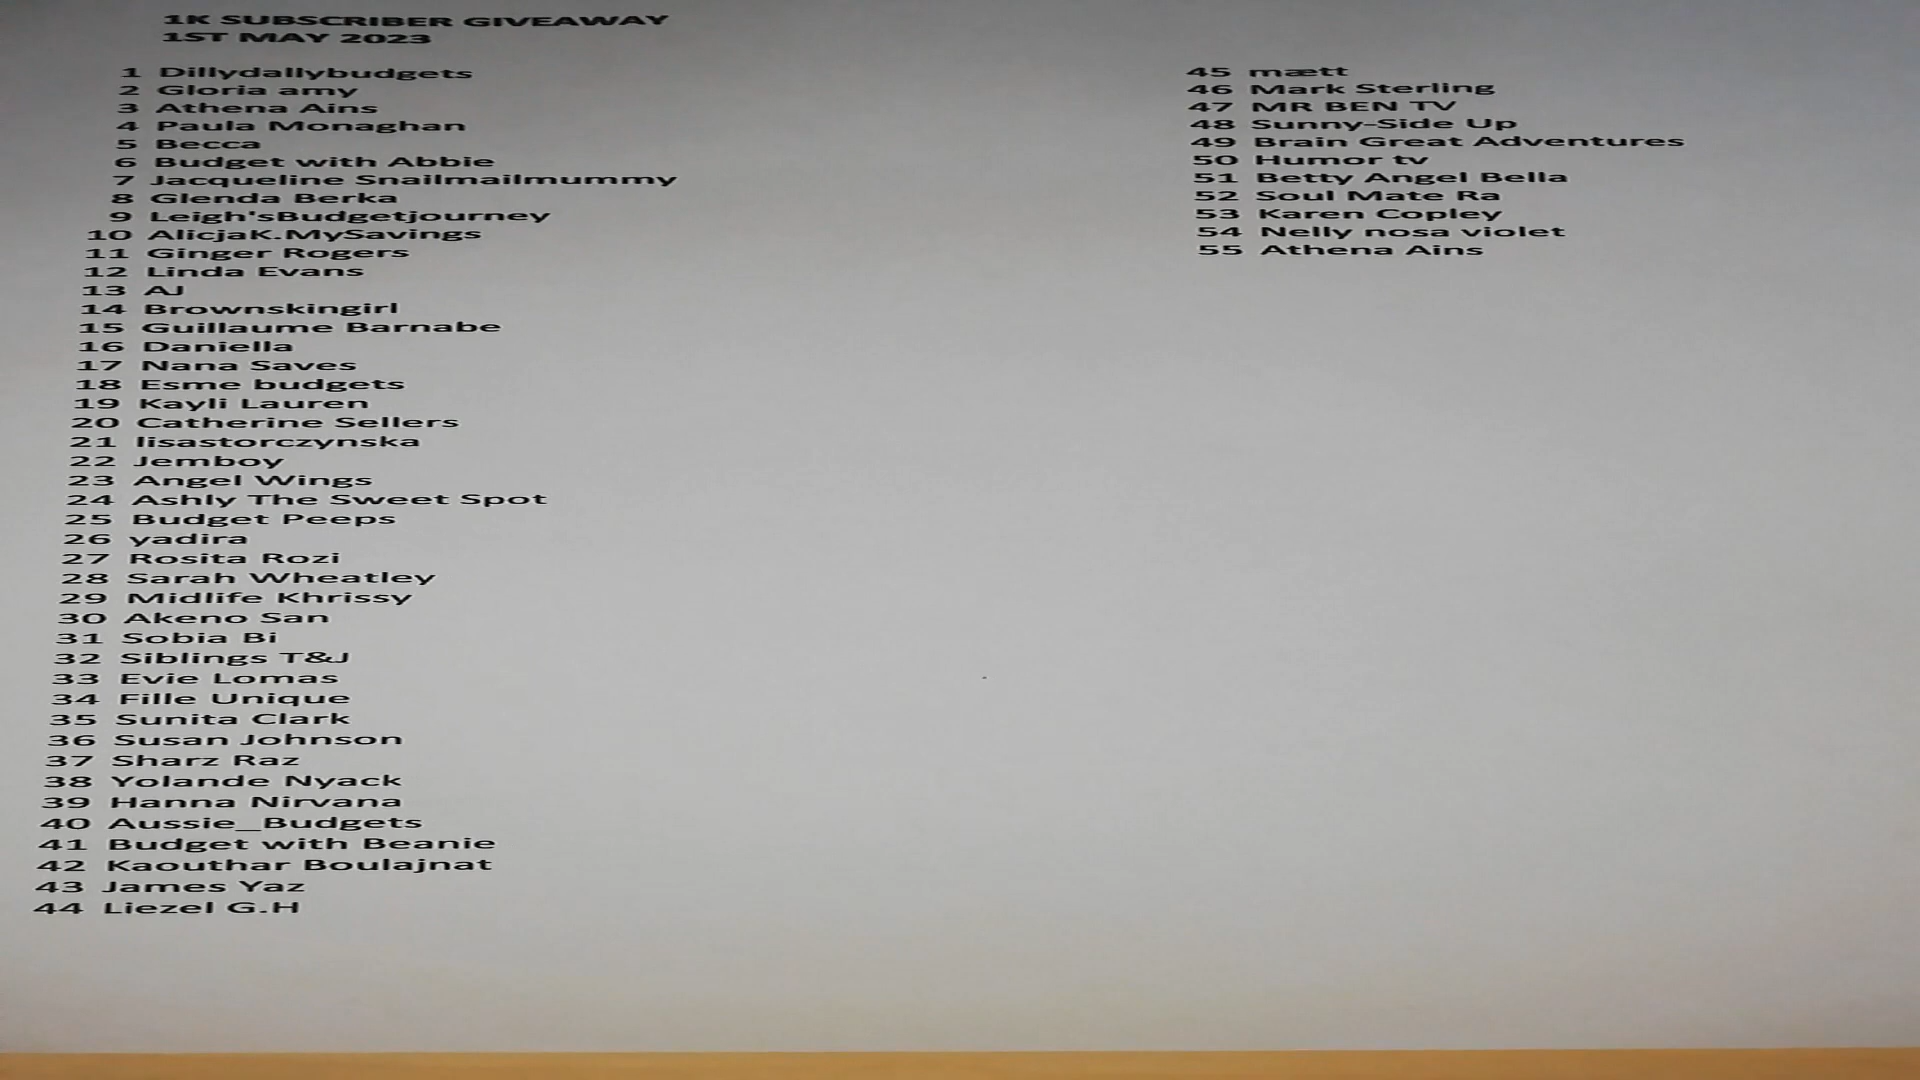 1K SUBSCRIBER GIVEAWAY
1ST MAY 2023
1 Dillydallybudgets
2 Gloria amy
3 Athena Ains
4 Paula Monaghan
5 Becca
6 Budget with Abbie
7 Jacqueline Snailmailmummy
8 Glenda Berka
9 Leigh'sBudgetjourney
10 AlicjaK.MySavings
11 Ginger Rogers
12 Linda Evans
13 AJ
14 Brownskingirl
15 Guillaume Barnabe
16 Daniella
17 Nana Saves
18 Esme budgets
19 Kayli Lauren
20 Catherine Sellers
21 lisastorczynska
22 Jemboy
23 Angel Wings
24 Ashly The Sweet Spot
25 Budget Peeps
26 yadira
27 Rosita Rozi
28 Sarah Wheatley
29 Midlife Khrissy
30 Akeno San
31 Sobia Bi
32 Siblings T&J
33 Evie Lomas
34 Fille Unique
35 Sunita Clark
36 Susan Johnson
37 Sharz Raz
38 Yolande Nyack
39 Hanna Nirvana
40 Aussie_Budgets
41 Budget with Beanie
42 Kaouthar Boulajnat
43 James Yaz
44 Liezel G.H
45 mætt
46 Mark Sterling
47 MR BEN TV
48 Sunny-Side Up
49 Brain Great Adventures
50 Humor tv
51 Betty Angel Bella
52 Soul Mate Ra
53 Karen Copley
54 Nelly nosa violet
55 Athena Ains